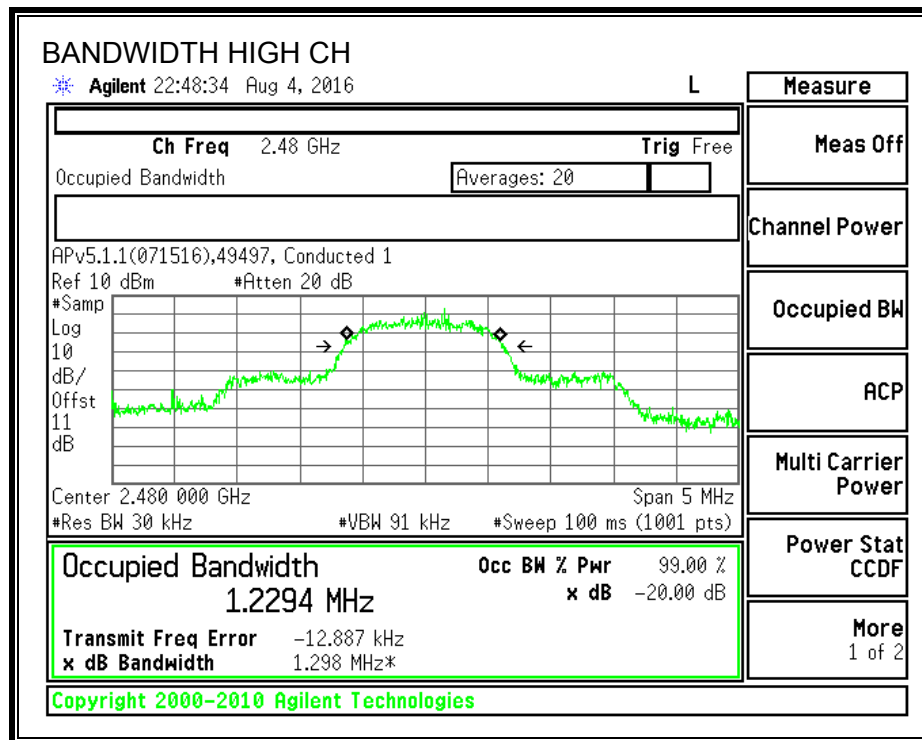 BANDWIDTH HIGH CH
Agilent 22:48:34 Aug 4, 2016 L
Ch Freq 2.48 GHz Trig Free
Occupied Bandwidth Averages: 20
APv5.1.1(071516),49497, Conducted 1
Ref 10 dBm #Atten 20 dB
#Samp
Log
10
dB/
Offst
11
dB
Center 2.480 000 GHz Span 5 MHz
#Res BW 30 kHz #VBW 91 kHz #Sweep 100 ms (1001 pts)
Occupied Bandwidth Occ BW % Pwr 99.00 %
1.2294 MHz x dB -20.00 dB
Transmit Freq Error -12.887 kHz
x dB Bandwidth 1.298 MHz*
Copyright 2000-2010 Agilent Technologies
Measure
Meas Off
Channel Power
Occupied BW
ACP
Multi Carrier
Power
Power Stat
CCDF
More
1 of 2